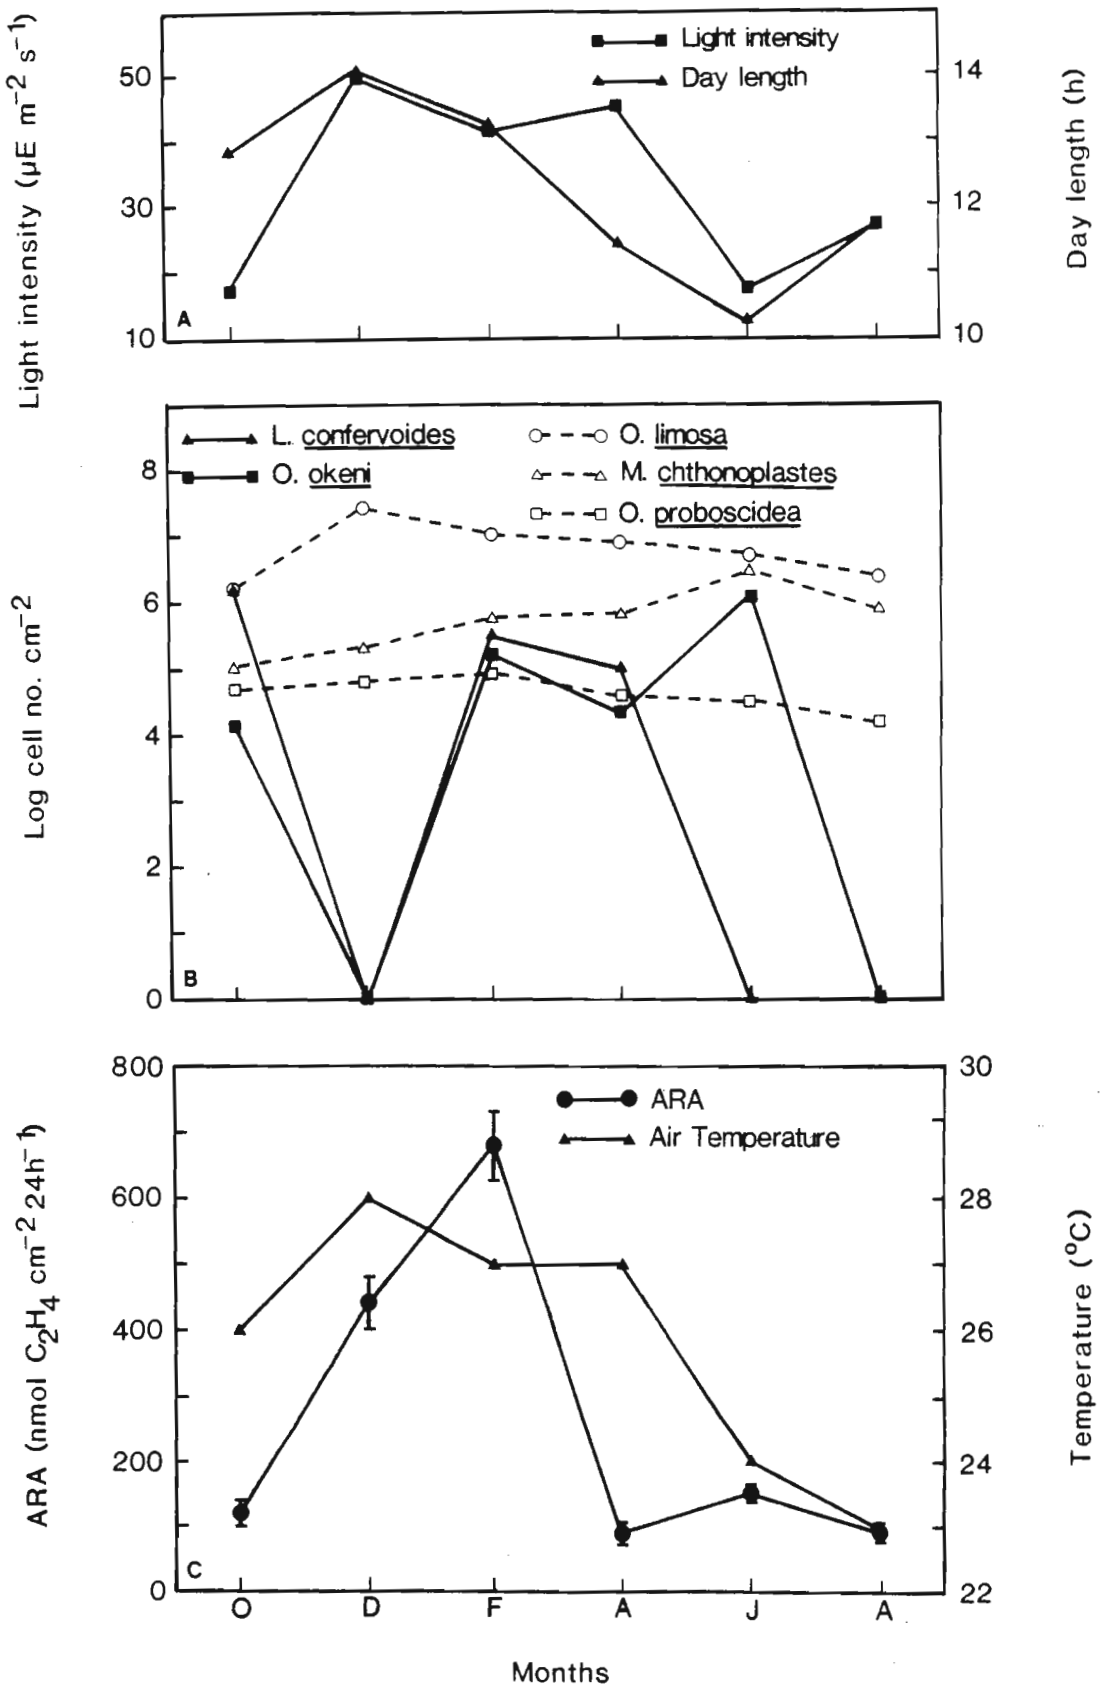 Light intensity
Day length
Light intensity (µE m⁻² s⁻¹)
50
30
10
A
14
12
10
Day length (h)
L. confervoides
O. okeni
O. limosa
M. chthonoplastes
O. proboscidea
Log cell no. cm⁻²
8
6
4
2
0
B
ARA
Air Temperature
ARA (nmol C₂H₄ cm⁻² 24h⁻¹)
800
600
400
200
0
C
30
28
26
24
22
Temperature (°C)
O D F A J A
Months